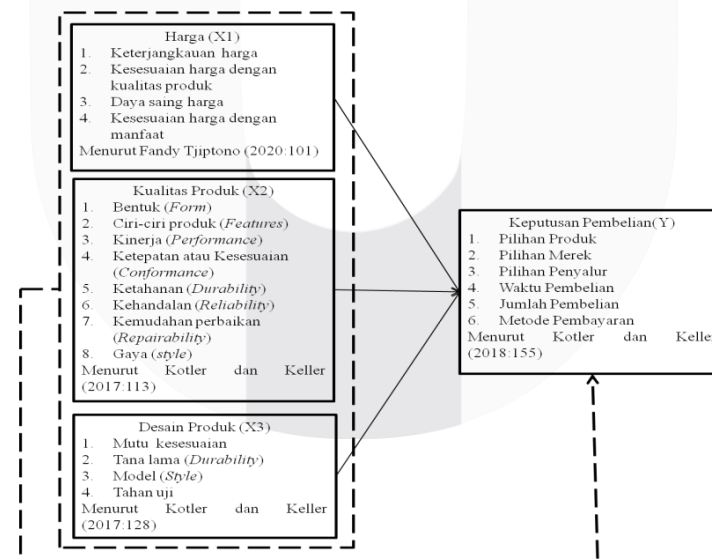 Harga (X1)
1. Keterjangkauan harga
2. Kesesuaian harga dengan
kualitas produk
3. Daya saing harga
4. Kesesuaian harga dengan
manfaat
Menurut Fandy Tjiptono (2020:101)
Kualitas Produk (X2)
1. Bentuk (Form)
2. Ciri-ciri produk (Features)
3. Kinerja (Performance)
4. Ketepatan atau Kesesuaian
(Conformance)
5. Ketahanan (Durability)
6. Kehandalan (Reliability)
7. Kemudahan perbaikan
(Repairability)
8. Gaya (style)
Menurut Kotler dan Keller
(2017:113)
Desain Produk (X3)
1. Mutu kesesuaian
2. Tana lama (Durability)
3. Model (Style)
4. Tahan uji
Menurut Kotler dan Keller
(2017:128)
Keputusan Pembelian(Y)
1. Pilihan Produk
2. Pilihan Merek
3. Pilihan Penyalur
4. Waktu Pembelian
5. Jumlah Pembelian
6. Metode Pembayaran
Menurut Kotler dan Keller
(2018:155)